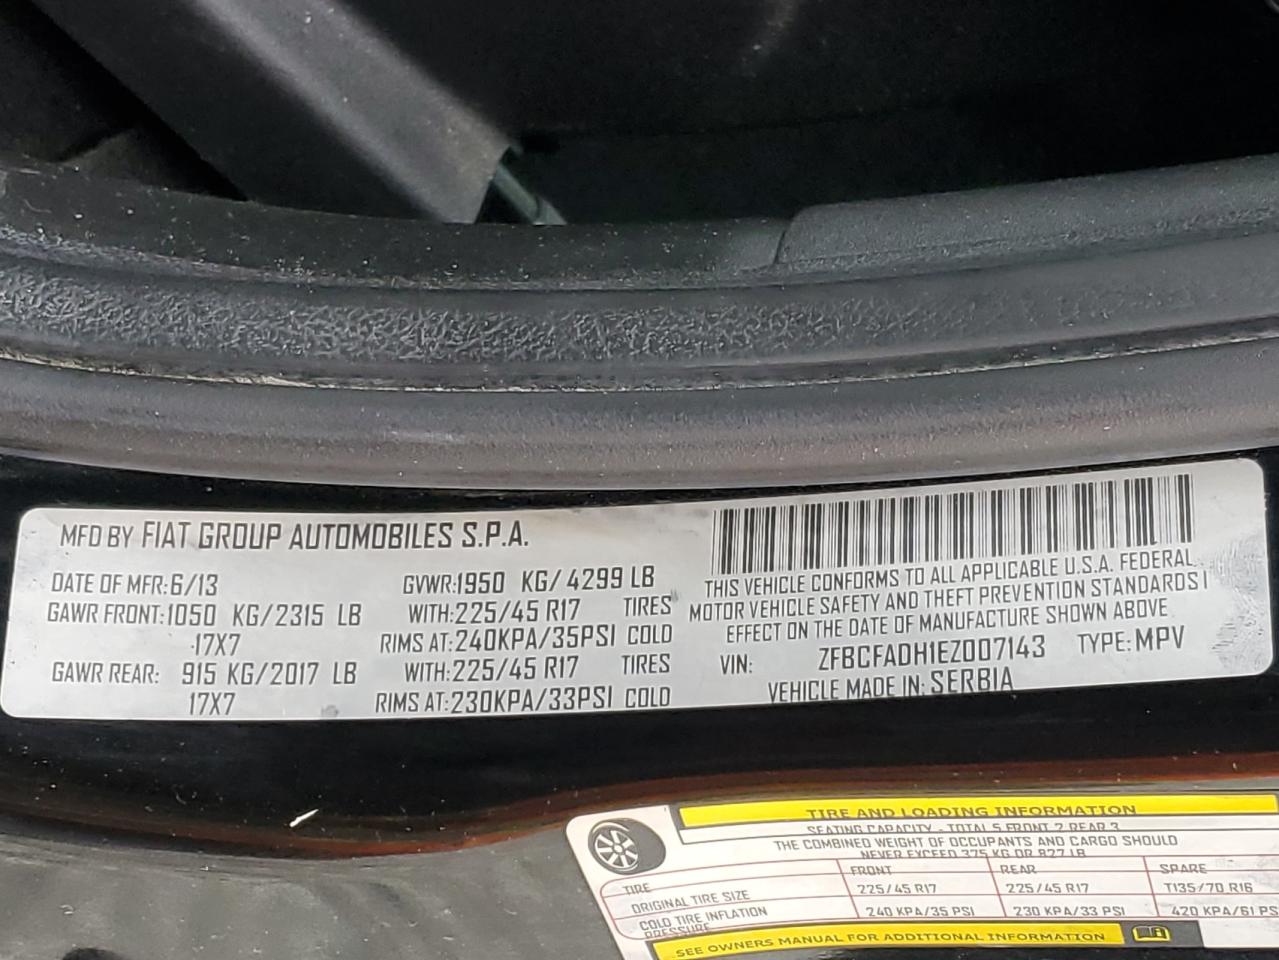 MFD BY FIAT GROUP AUTOMOBILES S.P.A.
DATE OF MFR: 6/13 GVWR: 1950 KG/ 4299 LB
GAWR FRONT: 1050 KG/2315 LB WITH: 225/45 R17 TIRES
17X7 RIMS AT: 240KPA/35PSI COLD
GAWR REAR: 915 KG/2017 LB WITH: 225/45 R17 TIRES
17X7 RIMS AT: 230KPA/33PSI COLD
THIS VEHICLE CONFORMS TO ALL APPLICABLE U.S.A. FEDERAL
MOTOR VEHICLE SAFETY AND THEFT PREVENTION STANDARDS I
EFFECT ON THE DATE OF MANUFACTURE SHOWN ABOVE
VIN: ZFBCFADH1EZ007143 TYPE: MPV
VEHICLE MADE IN: SERBIA
TIRE AND LOADING INFORMATION
SEATING CAPACITY - TOTAL 5 FRONT 2 REAR 3
THE COMBINED WEIGHT OF OCCUPANTS AND CARGO SHOULD
NEVER EXCEED 375 KG OR 827 LB
TIRE FRONT REAR SPARE
ORIGINAL TIRE SIZE 225/45 R17 225/45 R17 T135/70 R16
COLD TIRE INFLATION PRESSURE 240 KPA/35 PSI 230 KPA/33 PSI 420 KPA/61 PS
SEE OWNERS MANUAL FOR ADDITIONAL INFORMATION